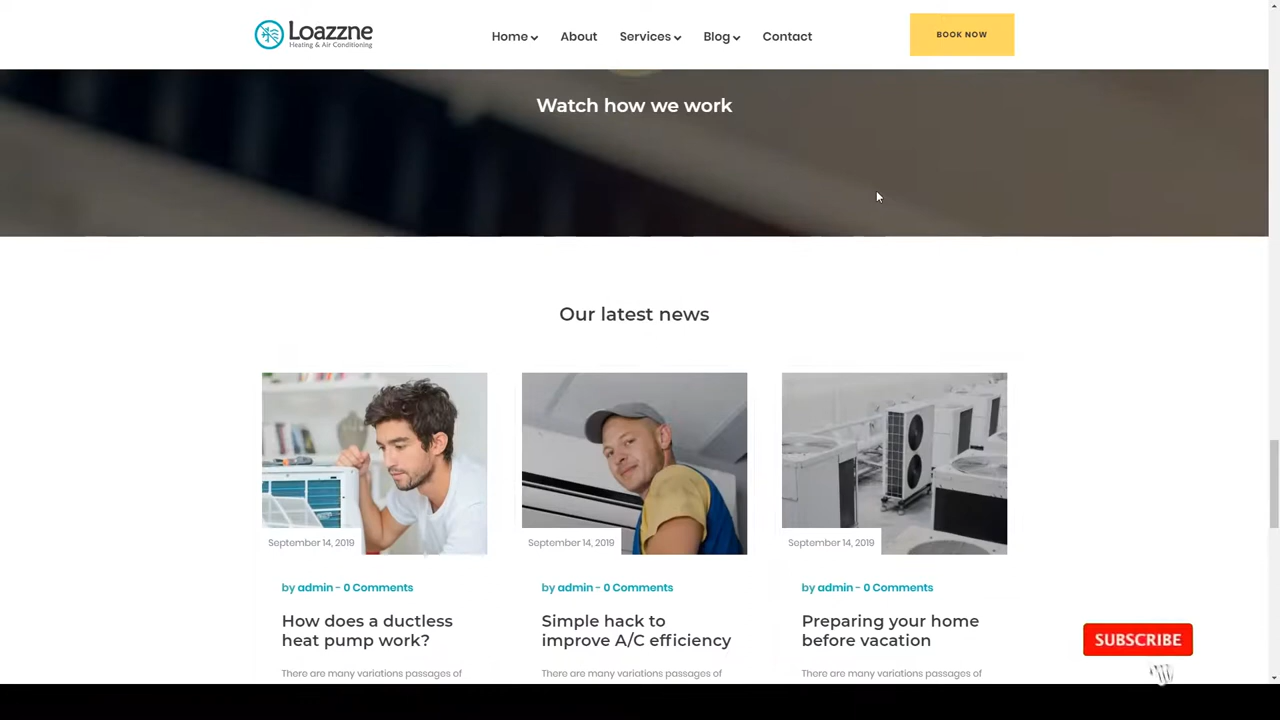 Loazzne
Heating & Air Conditioning
Home About Services Blog Contact
BOOK NOW
Watch how we work
Our latest news
September 14, 2019
September 14, 2019
September 14, 2019
by admin - 0 Comments
by admin - 0 Comments
by admin - 0 Comments
How does a ductless
heat pump work?
Simple hack to
improve A/C efficiency
Preparing your home
before vacation
There are many variations passages of
There are many variations passages of
There are many variations passages of
SUBSCRIBE